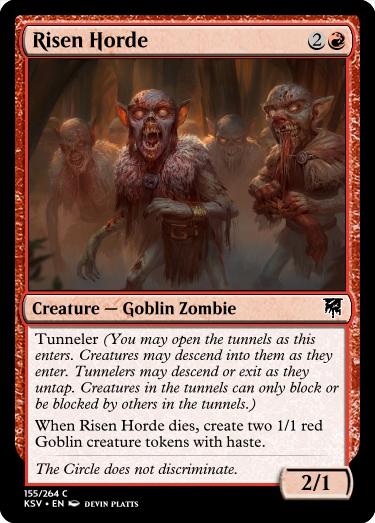 Risen Horde 2
Creature — Goblin Zombie
Tunneler (You may open the tunnels as this
enters. Creatures may descend into them as they
enter. Tunnelers may descend or exit as they
untap. Creatures in the tunnels can only block or
be blocked by others in the tunnels.)
When Risen Horde dies, create two 1/1 red
Goblin creature tokens with haste.
The Circle does not discriminate.
2/1
155/264 C
KSV • EN DEVIN PLATTS